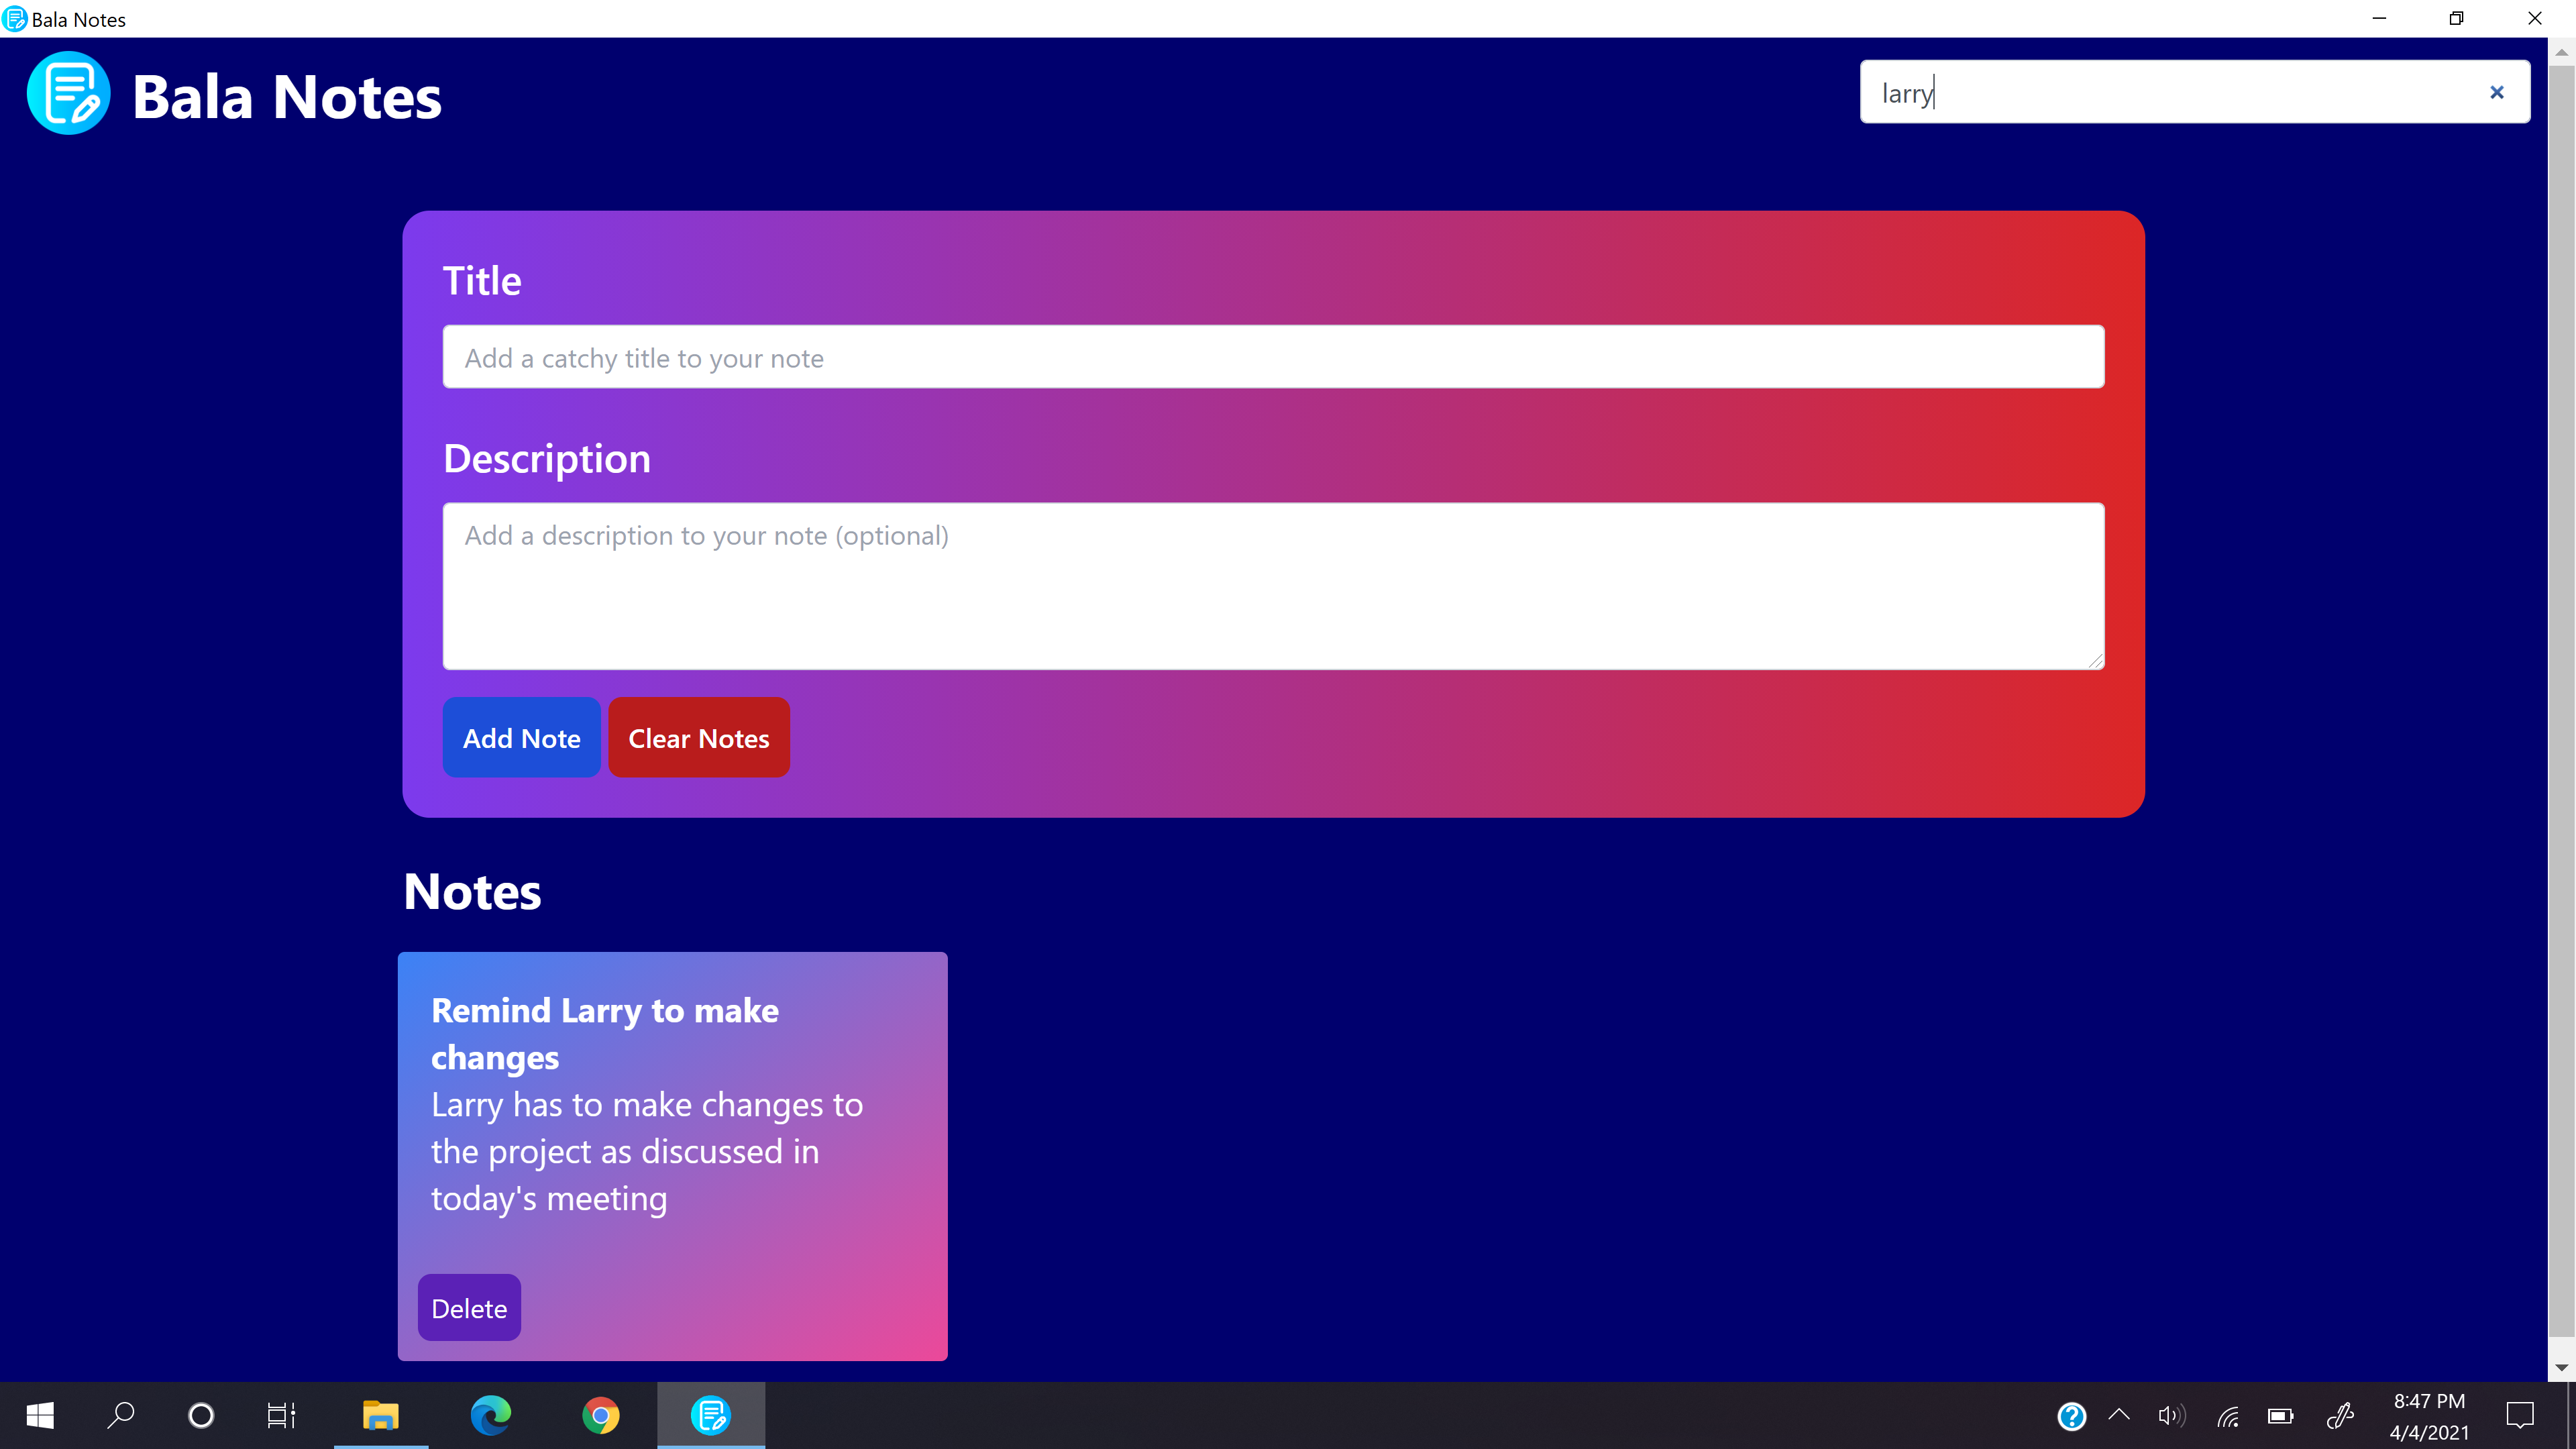 Bala Notes
Bala Notes
larry
Title
Add a catchy title to your note
Description
Add a description to your note (optional)
Add Note
Clear Notes
Notes
Remind Larry to make
changes
Larry has to make changes to
the project as discussed in
today's meeting
Delete
8:47 PM
4/4/2021